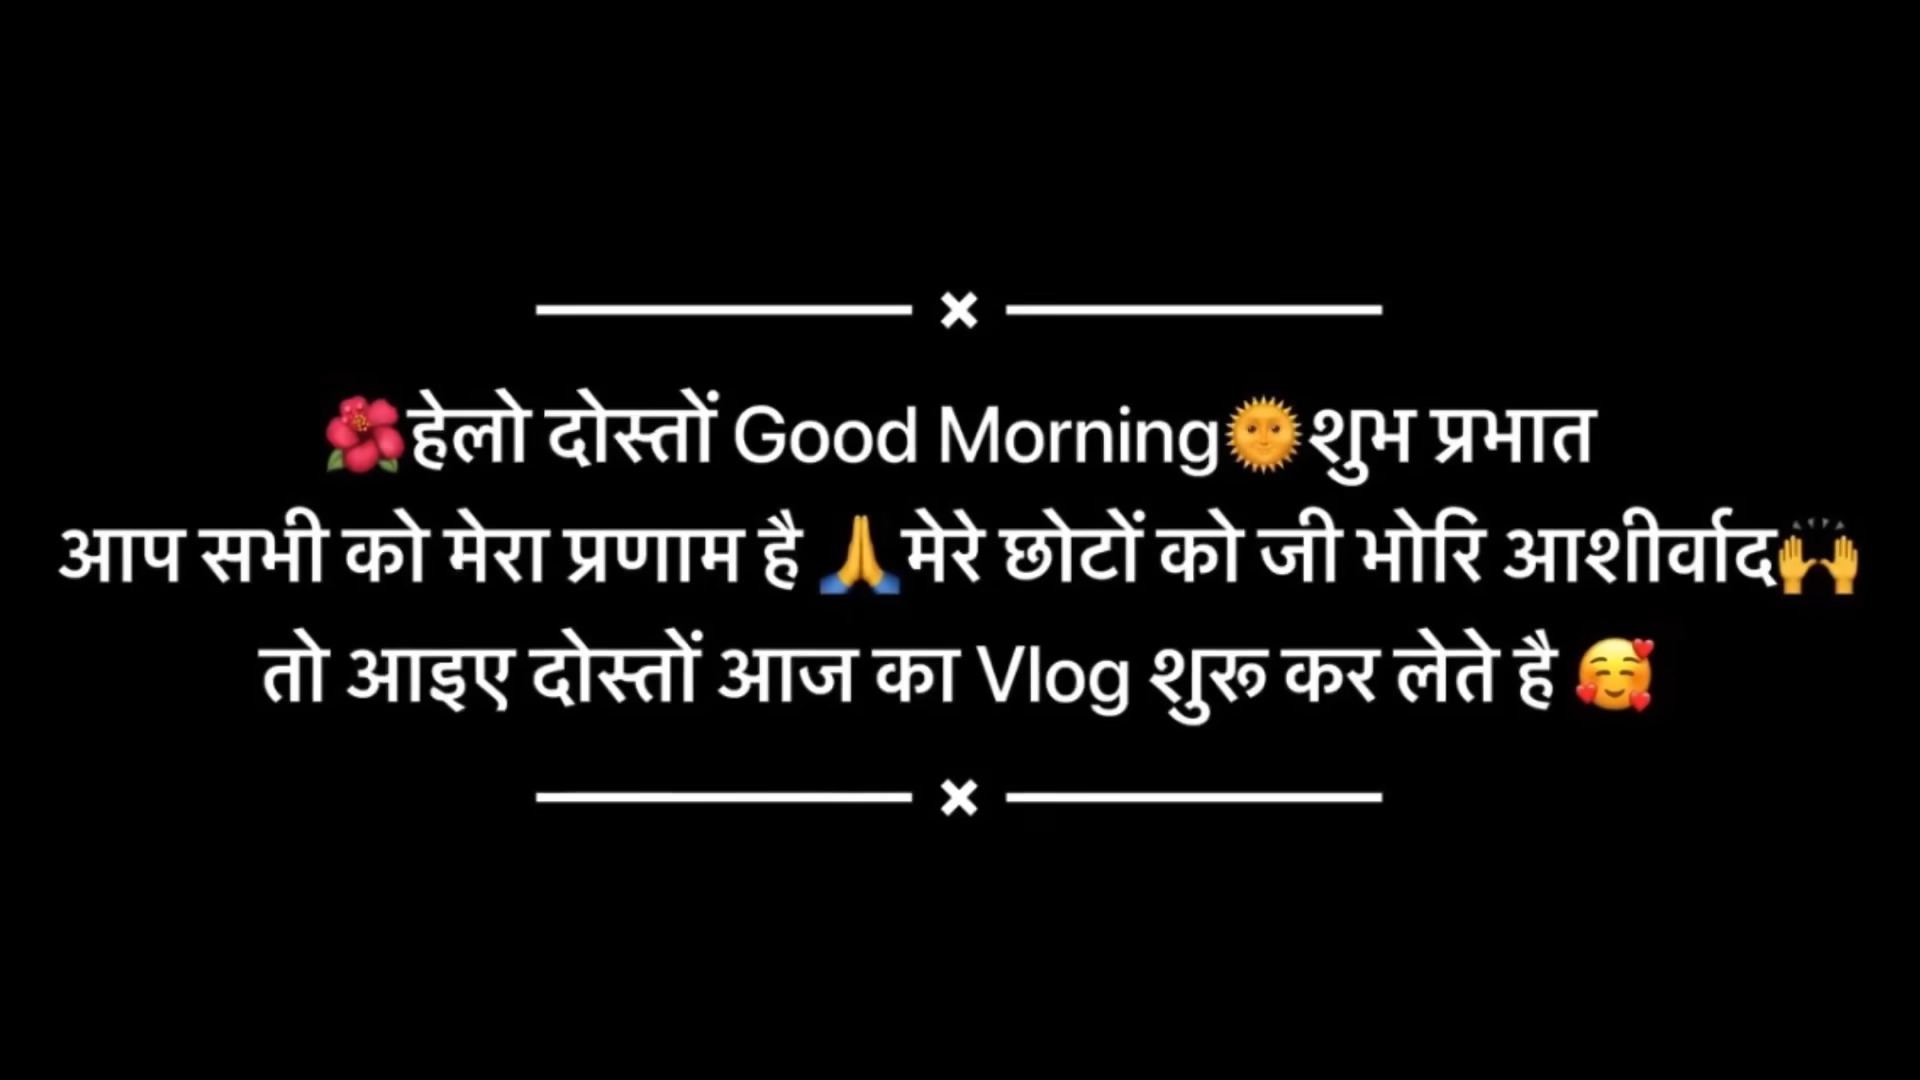 🌺हेलो दोस्तों Good Morning🌞शुभ प्रभात
आप सभी को मेरा प्रणाम है 🙏मेरे छोटों को जी भोरि आशीर्वाद🙌
तो आइए दोस्तों आज का Vlog शुरू कर लेते है 🥰